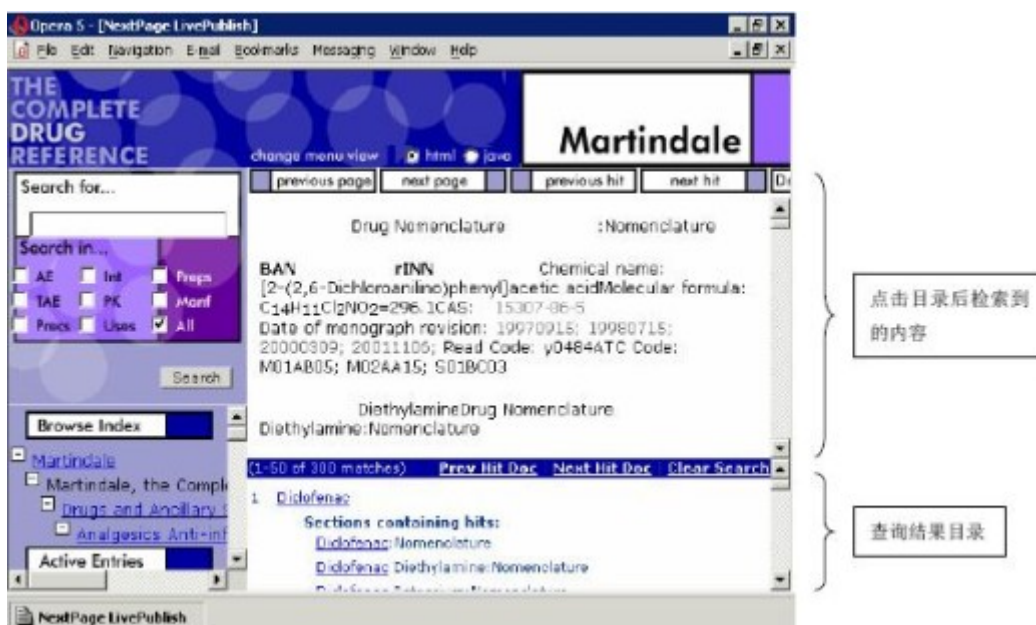 Opera 5 - [NextPage LivePublish]
File Edit Navigation E-mail Bookmarks Messaging Window Help
THE
COMPLETE
DRUG
REFERENCE
change menu view html java
Martindale
Search for...
Search in...
AE Int Preps
TAE PK Manf
Precs Uses All
Search
Browse Index
Martindale
Martindale, the Compl
Drugs and Ancillary S
Analgesics Anti-inf
Active Entries
previous page next page previous hit next hit
Drug Nomenclature :Nomenclature
BAN rINN Chemical name:
[2-(2,6-Dichloroanilino)phenyl]acetic acidMolecular formula:
C14H11Cl2NO2=296.1CAS: 15307-86-5
Date of monograph revision: 19970915; 19980715;
20000309; 20011106; Read Code: y0484ATC Code:
M01AB05; M02AA15; S01BC03
DiethylamineDrug Nomenclature
Diethylamine:Nomenclature
(1-50 of 300 matches) Prev Hit Doc Next Hit Doc Clear Search
1 Diclofenac
Sections containing hits:
Diclofenac:Nomenclature
Diclofenac Diethylamine:Nomenclature
NextPage LivePublish
点击目录后检索到
的内容
查询结果目录